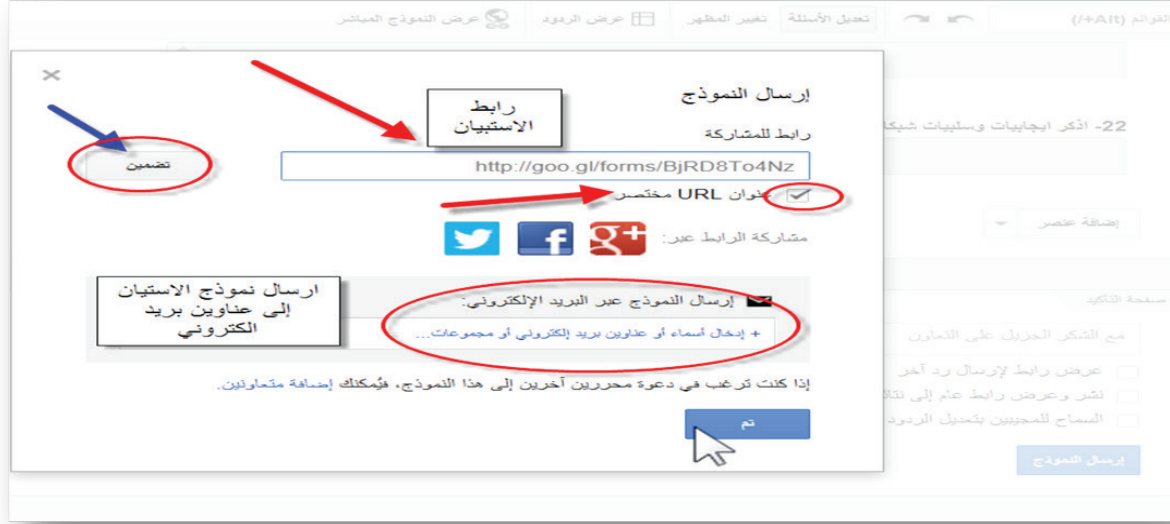 القوائم (Alt+/)
تعديل الأسئلة
تغيير المظهر
عرض الردود
عرض النموذج المباشر
إرسال النموذج
رابط للمشاركة
رابط
الاستبيان
http://goo.gl/forms/BjRD8To4Nz
تضمين
عنوان URL مختصر
مشاركة الرابط عبر:
إرسال النموذج عبر البريد الإلكتروني:
+ إدخال أسماء أو عناوين بريد إلكتروني أو مجموعات...
ارسال نموذج الاستيان
إلى عناوين بريد
الكتروني
إذا كنت ترغب في دعوة محررين آخرين إلى هذا النموذج، فيُمكنك إضافة متعاونين.
تم
22- اذكر ايجابيات وسلبيات
إضافة عنصر
صفحة التأكيد
مع الشكر الجزيل على التعاون
عرض رابط لإرسال رد آخر
نشر وعرض رابط عام إلى
السماح للمجيبين بتعديل الردود
إرسال النموذج